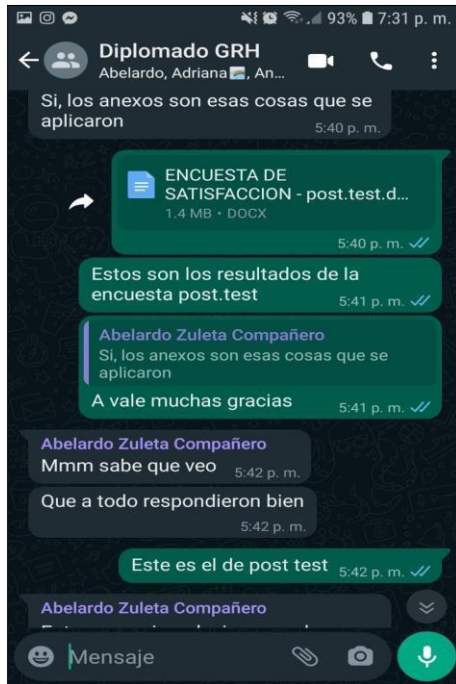 93% 7:31 p. m.
Diplomado GRH
Abelardo, Adriana, An...
Si, los anexos son esas cosas que se
aplicaron
5:40 p. m.
ENCUESTA DE
SATISFACCION - post.test.d...
1.4 MB • DOCX
5:40 p. m.
Estos son los resultados de la
encuesta post.test
5:41 p. m.
Abelardo Zuleta Compañero
Si, los anexos son esas cosas que se
aplicaron
A vale muchas gracias
5:41 p. m.
Abelardo Zuleta Compañero
Mmm sabe que veo
5:42 p. m.
Que a todo respondieron bien
5:42 p. m.
Este es el de post test
5:42 p. m.
Abelardo Zuleta Compañero
Mensaje